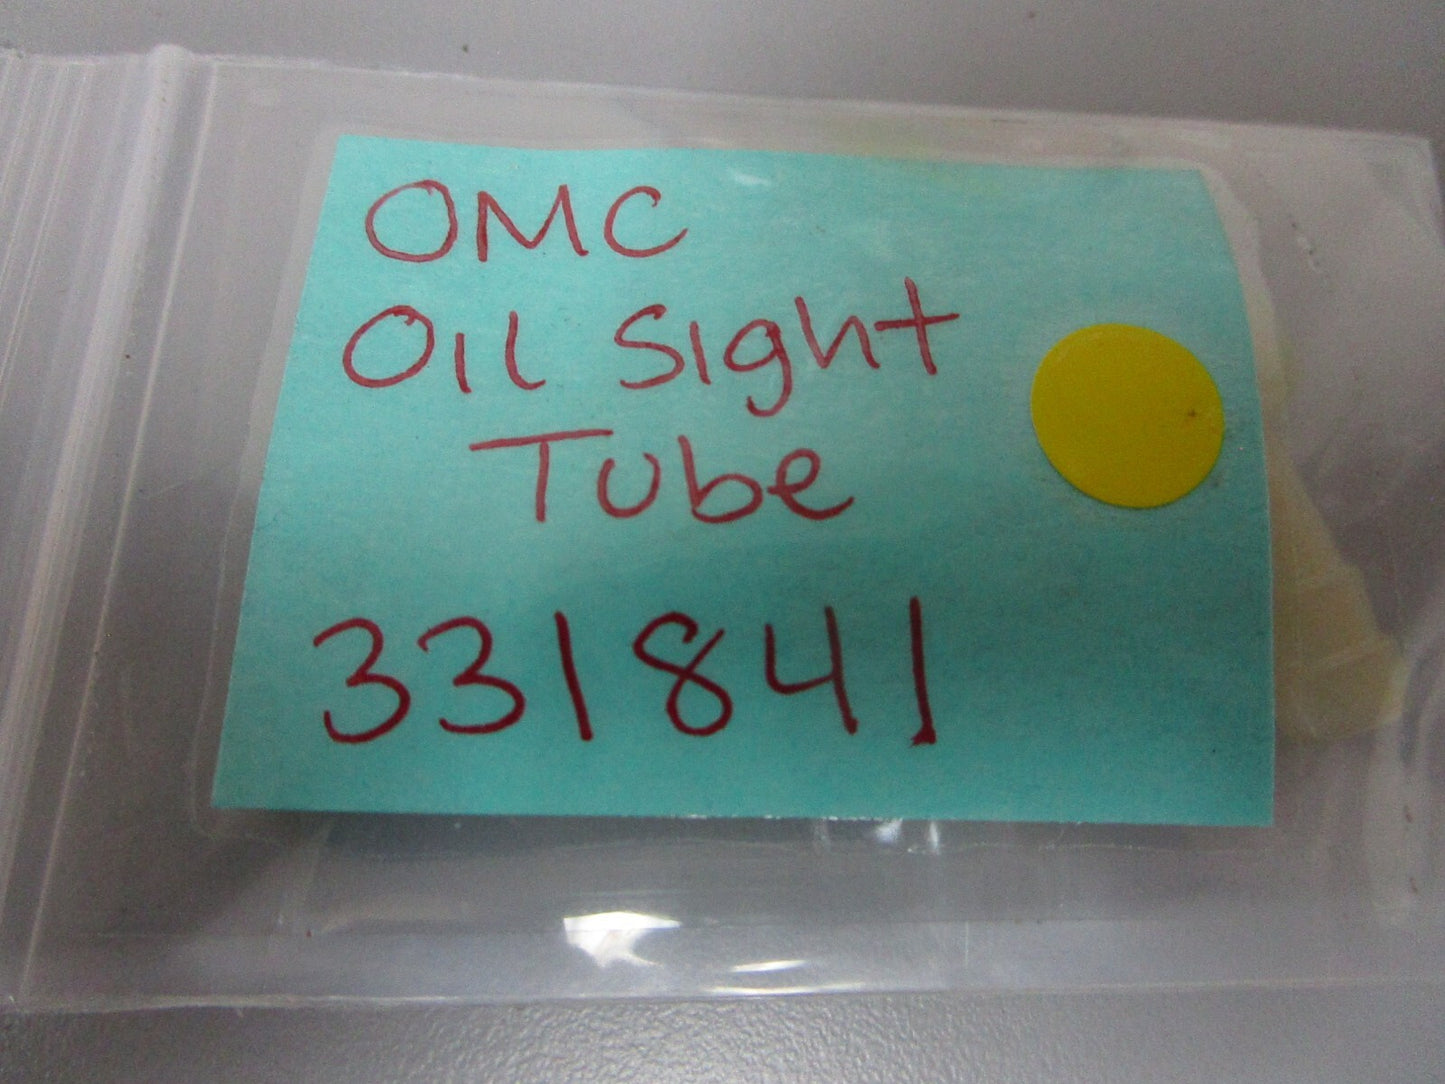 OMC
Oil Sight
Tube
331841